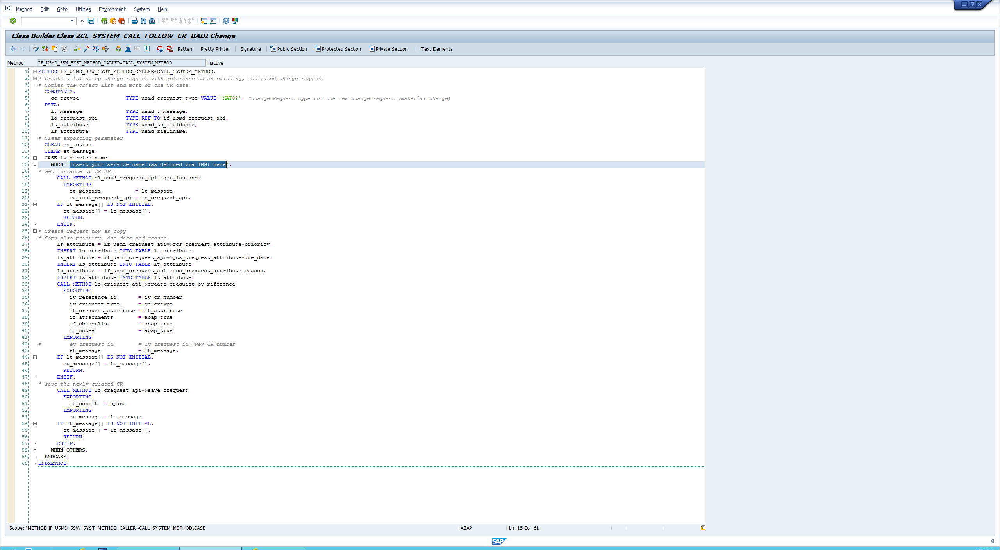 Method Edit Goto Utilities Environment System Help
Class Builder Class ZCL_SYSTEM_CALL_FOLLOW_CR_BADI Change
Pattern Pretty Printer Signature Public Section Protected Section Private Section Text Elements
Method IF_USMD_SSW_SYST_METHOD_CALLER~CALL_SYSTEM_METHOD inactive
1 METHOD IF_USMD_SSW_SYST_METHOD_CALLER~CALL_SYSTEM_METHOD.
2 * Create a follow-up change request with reference to an existing, activated change request
3 * Copies the object list and most of the CR data
4 CONSTANTS:
5 gc_crtype TYPE usmd_crequest_type VALUE 'MAT02'. "Change Request type for the new change request (material change)
6 DATA:
7 lt_message TYPE usmd_t_message,
8 lo_crequest_api TYPE REF TO if_usmd_crequest_api,
9 lt_attribute TYPE usmd_ts_fieldname,
10 ls_attribute TYPE usmd_fieldname.
11 * Clear exporting parameter
12 CLEAR ev_action.
13 CLEAR et_message.
14 CASE iv_service_name.
15 WHEN 'insert your service name (as defined via IMG) here'.
16 * Get instance of CR API
17 CALL METHOD cl_usmd_crequest_api=>get_instance
18 IMPORTING
19 et_message = lt_message
20 re_inst_crequest_api = lo_crequest_api.
21 IF lt_message[] IS NOT INITIAL.
22 et_message[] = lt_message[].
23 RETURN.
24 ENDIF.
25 * Create request now as copy
26 * Copy also priority, due date and reason
27 ls_attribute = if_usmd_crequest_api=>gcs_crequest_attribute-priority.
28 INSERT ls_attribute INTO TABLE lt_attribute.
29 ls_attribute = if_usmd_crequest_api=>gcs_crequest_attribute-due_date.
30 INSERT ls_attribute INTO TABLE lt_attribute.
31 ls_attribute = if_usmd_crequest_api=>gcs_crequest_attribute-reason.
32 INSERT ls_attribute INTO TABLE lt_attribute.
33 CALL METHOD lo_crequest_api->create_crequest_by_reference
34 EXPORTING
35 iv_reference_id = iv_cr_number
36 iv_crequest_type = gc_crtype
37 it_crequest_attribute = lt_attribute
38 if_attachments = abap_true
39 if_objectlist = abap_true
40 if_notes = abap_true
41 IMPORTING
42 * ev_crequest_id = lv_crequest_id "New CR number
43 et_message = lt_message.
44 IF lt_message[] IS NOT INITIAL.
45 et_message[] = lt_message[].
46 RETURN.
47 ENDIF.
48 * save the newly created CR
49 CALL METHOD lo_crequest_api->save_crequest
50 EXPORTING
51 if_commit = space
52 IMPORTING
53 et_message = lt_message.
54 IF lt_message[] IS NOT INITIAL.
55 et_message[] = lt_message[].
56 RETURN.
57 ENDIF.
58 WHEN OTHERS.
59 ENDCASE.
60 ENDMETHOD.
Scope: \METHOD IF_USMD_SSW_SYST_METHOD_CALLER~CALL_SYSTEM_METHOD\CASE ABAP Ln 15 Col 61
SAP